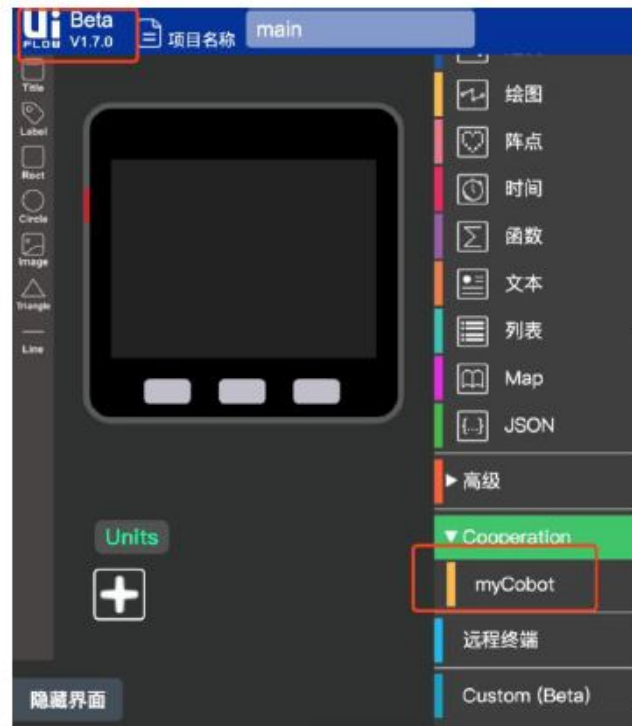 Ui Beta
FLOW V1.7.0
项目名称 main
Title
Label
Rect
Circle
Image
Triangle
Line
绘图
阵点
时间
函数
文本
列表
Map
{...} JSON
高级
Units
Cooperation
myCobot
远程终端
隐藏界面
Custom (Beta)